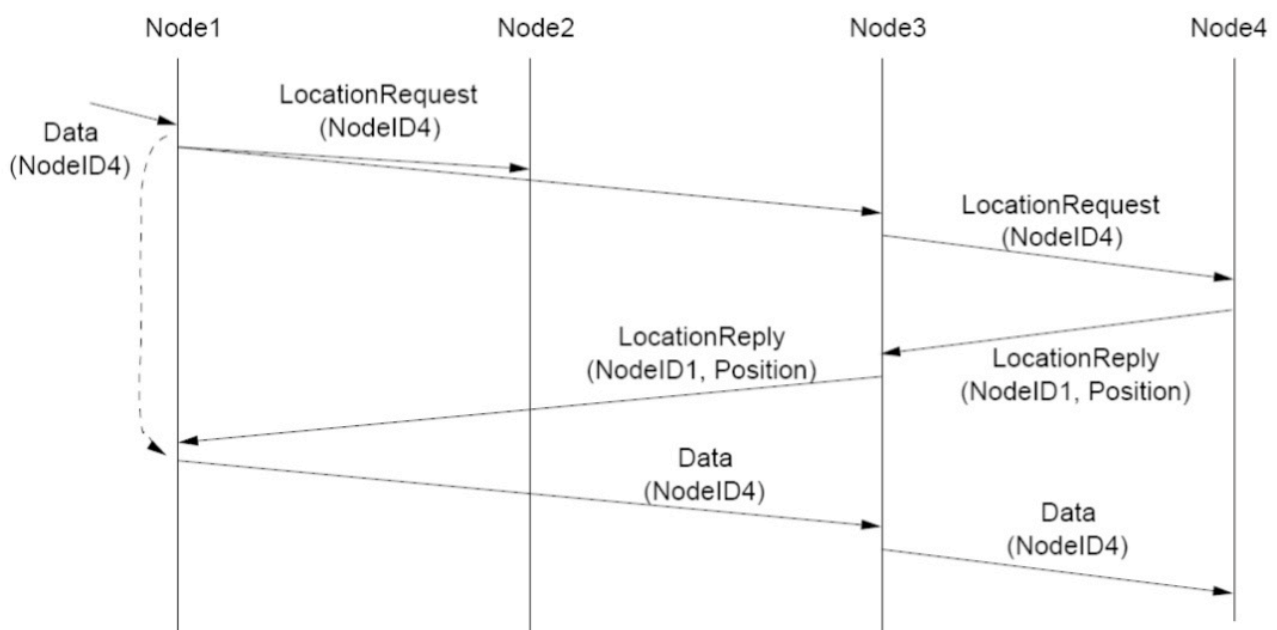 Node1
Node2
Node3
Node4
LocationRequest
(NodeID4)
Data
(NodeID4)
LocationRequest
(NodeID4)
LocationReply
(NodeID1, Position)
LocationReply
(NodeID1, Position)
Data
(NodeID4)
Data
(NodeID4)